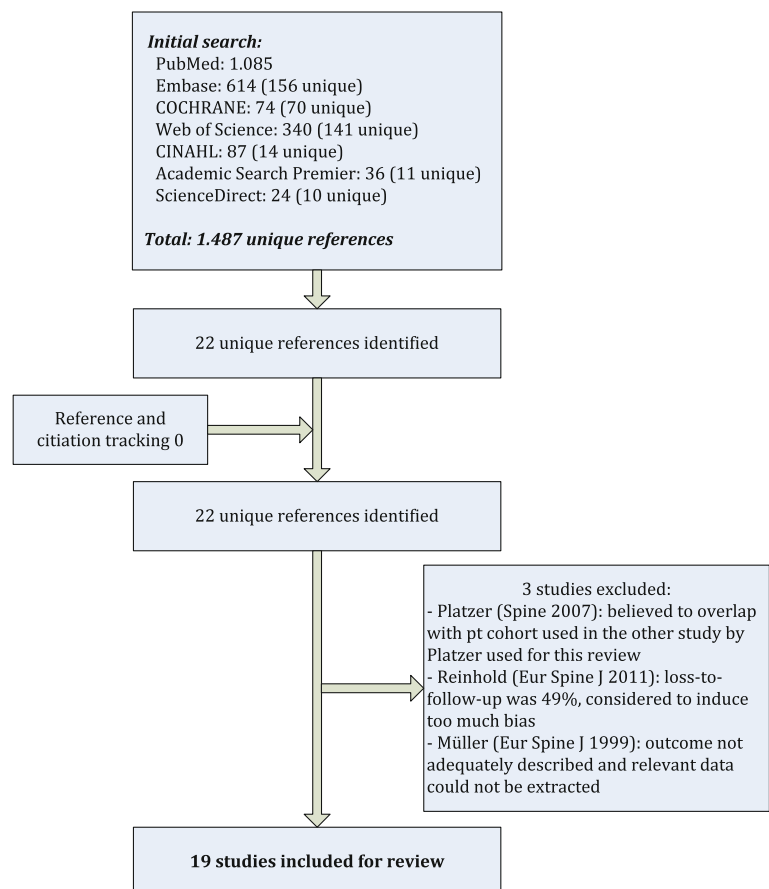 Initial search:
PubMed: 1.085
Embase: 614 (156 unique)
COCHRANE: 74 (70 unique)
Web of Science: 340 (141 unique)
CINAHL: 87 (14 unique)
Academic Search Premier: 36 (11 unique)
ScienceDirect: 24 (10 unique)
Total: 1.487 unique references
22 unique references identified
Reference and
citation tracking 0
22 unique references identified
3 studies excluded:
- Platzer (Spine 2007): believed to overlap
with pt cohort used in the other study by
Platzer used for this review
- Reinhold (Eur Spine J 2011): loss-to-
follow-up was 49%, considered to induce
too much bias
- Müller (Eur Spine J 1999): outcome not
adequately described and relevant data
could not be extracted
19 studies included for review